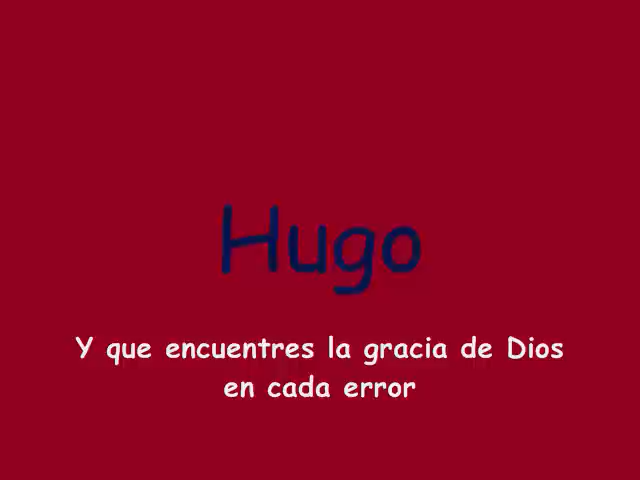 Hugo
Y que encuentres la gracia de Dios
en cada error